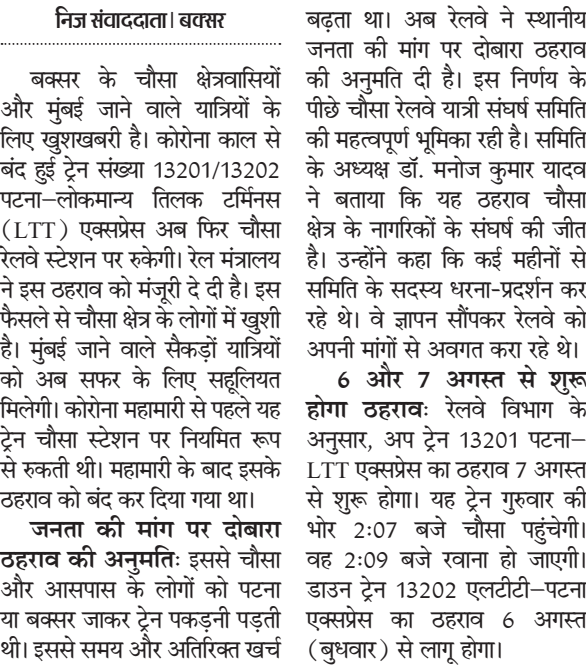 निज संवाददाता। बक्सर
बक्सर के चौसा क्षेत्रवासियों
और मुंबई जाने वाले यात्रियों के
लिए खुशखबरी है। कोरोना काल से
बंद हुई ट्रेन संख्या 13201/13202
पटना–लोकमान्य तिलक टर्मिनस
(LTT) एक्सप्रेस अब फिर चौसा
रेलवे स्टेशन पर रुकेगी। रेल मंत्रालय
ने इस ठहराव को मंजूरी दे दी है। इस
फैसले से चौसा क्षेत्र के लोगों में खुशी
है। मुंबई जाने वाले सैकड़ों यात्रियों
को अब सफर के लिए सहूलियत
मिलेगी। कोरोना महामारी से पहले यह
ट्रेन चौसा स्टेशन पर नियमित रूप
से रुकती थी। महामारी के बाद इसके
ठहराव को बंद कर दिया गया था।
जनता की मांग पर दोबारा
ठहराव की अनुमतिः इससे चौसा
और आसपास के लोगों को पटना
या बक्सर जाकर ट्रेन पकड़नी पड़ती
थी। इससे समय और अतिरिक्त खर्च
बढ़ता था। अब रेलवे ने स्थानीय
जनता की मांग पर दोबारा ठहराव
की अनुमति दी है। इस निर्णय के
पीछे चौसा रेलवे यात्री संघर्ष समिति
की महत्वपूर्ण भूमिका रही है। समिति
के अध्यक्ष डॉ. मनोज कुमार यादव
ने बताया कि यह ठहराव चौसा
क्षेत्र के नागरिकों के संघर्ष की जीत
है। उन्होंने कहा कि कई महीनों से
समिति के सदस्य धरना-प्रदर्शन कर
रहे थे। वे ज्ञापन सौंपकर रेलवे को
अपनी मांगों से अवगत करा रहे थे।
6 और 7 अगस्त से शुरू
होगा ठहरावः रेलवे विभाग के
अनुसार, अप ट्रेन 13201 पटना–
LTT एक्सप्रेस का ठहराव 7 अगस्त
से शुरू होगा। यह ट्रेन गुरुवार की
भोर 2:07 बजे चौसा पहुंचेगी।
वह 2:09 बजे रवाना हो जाएगी।
डाउन ट्रेन 13202 एलटीटी–पटना
एक्सप्रेस का ठहराव 6 अगस्त
(बुधवार) से लागू होगा।